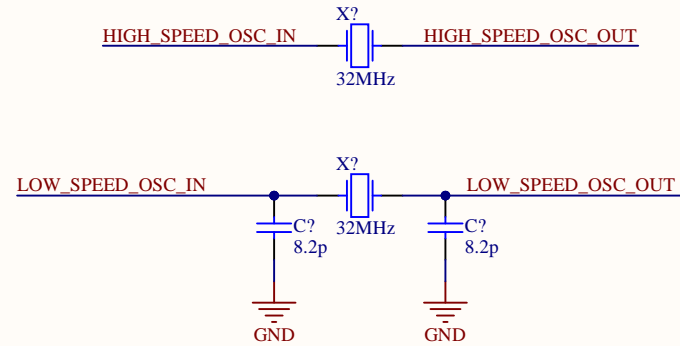 X?
HIGH_SPEED_OSC_IN HIGH_SPEED_OSC_OUT
32MHz
X?
LOW_SPEED_OSC_IN LOW_SPEED_OSC_OUT
C? 32MHz C?
8.2p 8.2p
GND GND